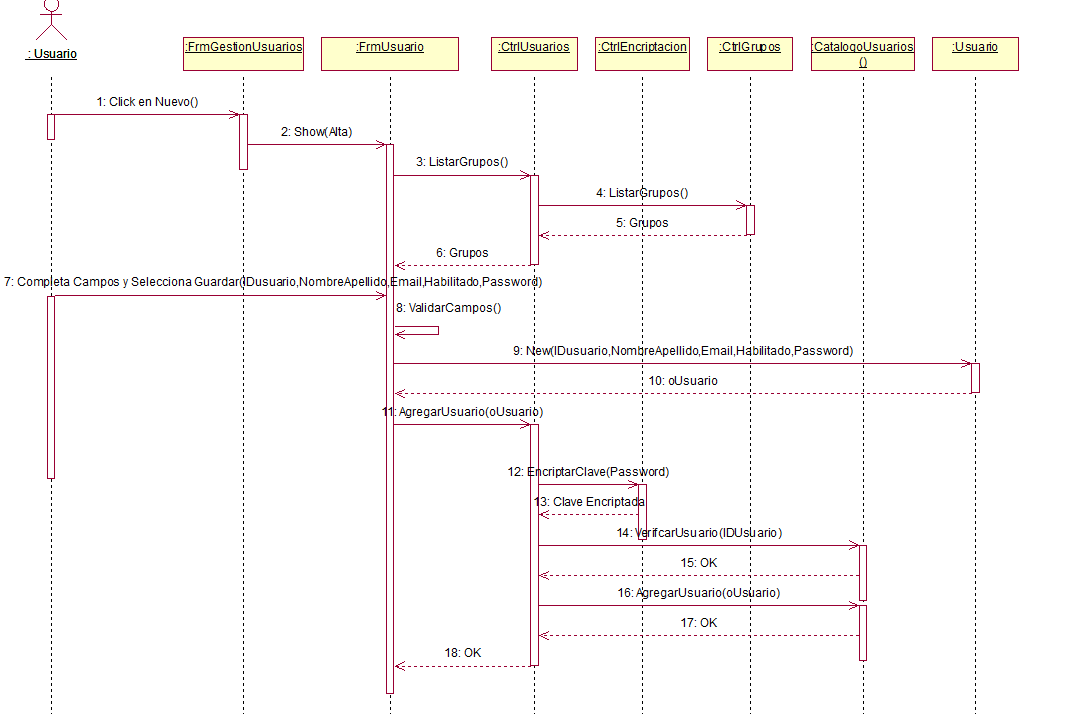 : Usuario
:FrmGestionUsuarios
:FrmUsuario
:CtrlUsuarios
:CtrlEncriptacion
:CtrlGrupos
:CatalogoUsuarios
()
:Usuario
1: Click en Nuevo()
2: Show(Alta)
3: ListarGrupos()
4: ListarGrupos()
5: Grupos
6: Grupos
7: Completa Campos y Selecciona Guardar(IDusuario,NombreApellido,Email,Habilitado,Password)
8: ValidarCampos()
9: New(IDusuario,NombreApellido,Email,Habilitado,Password)
10: oUsuario
11: AgregarUsuario(oUsuario)
12: EncriptarClave(Password)
13: Clave Encriptada
14: VerifcarUsuario(IDUsuario)
15: OK
16: AgregarUsuario(oUsuario)
17: OK
18: OK